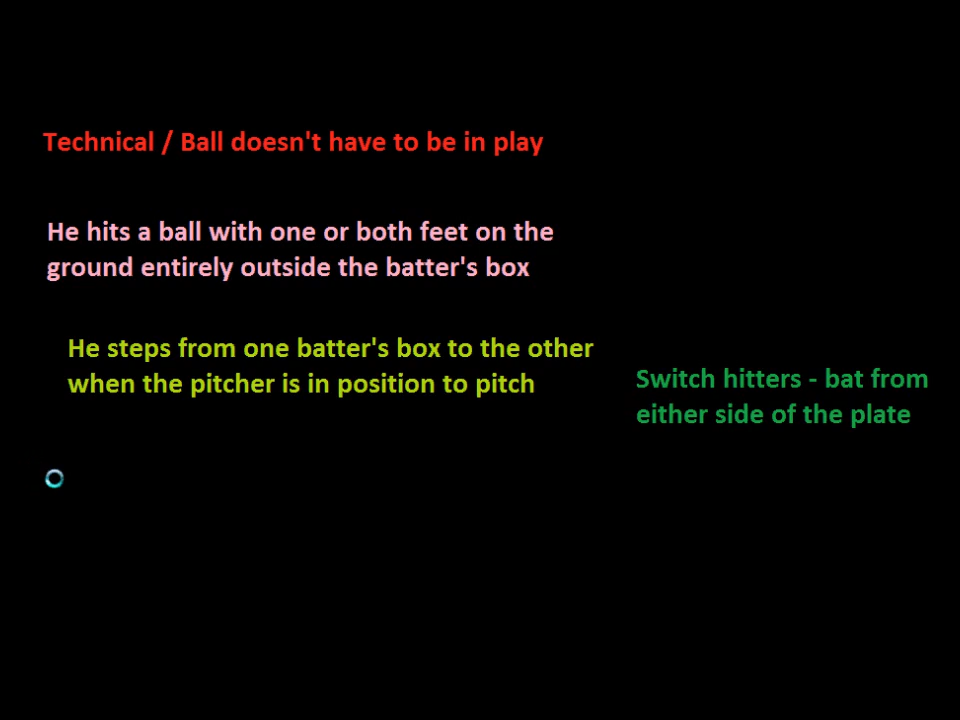 Technical / Ball doesn't have to be in play
He hits a ball with one or both feet on the
ground entirely outside the batter's box
He steps from one batter's box to the other
when the pitcher is in position to pitch
Switch hitters - bat from
either side of the plate